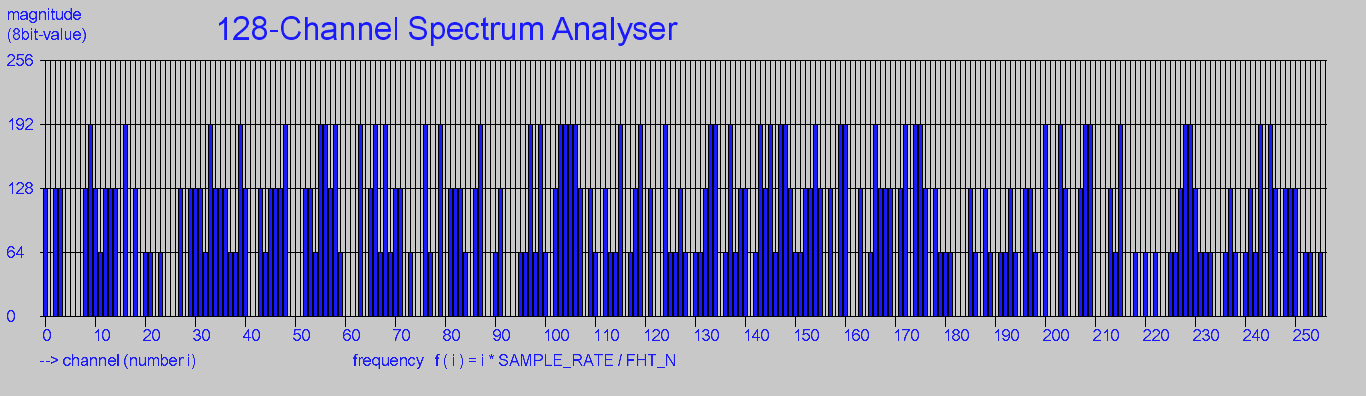 magnitude
(8bit-value)
128-Channel Spectrum Analyser
256
192
128
64
0
0 10 20 30 40 50 60 70 80 90 100 110 120 130 140 150 160 170 180 190 200 210 220 230 240 250
--> channel (number i)
frequency f ( i ) = i * SAMPLE_RATE / FHT_N